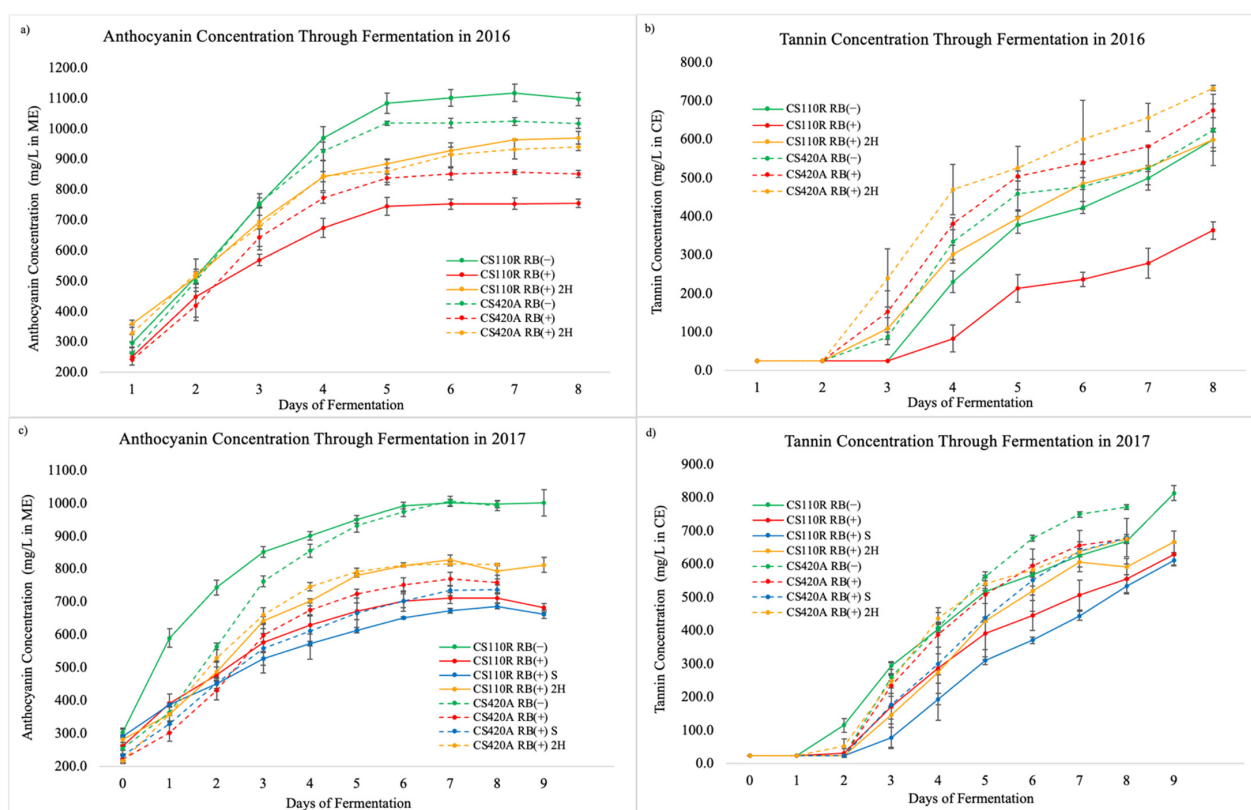 a)
Anthocyanin Concentration Through Fermentation in 2016
Anthocyanin Concentration (mg/L in ME)
1200.0
1100.0
1000.0
900.0
800.0
700.0
600.0
500.0
400.0
300.0
200.0
CS110R RB(−)
CS110R RB(+)
CS110R RB(+) 2H
CS420A RB(−)
CS420A RB(+)
CS420A RB(+) 2H
1 2 3 4 5 6 7 8
Days of Fermentation
b)
Tannin Concentration Through Fermentation in 2016
Tannin Concentration (mg/L in CE)
800.0
700.0
600.0
500.0
400.0
300.0
200.0
100.0
0.0
CS110R RB(−)
CS110R RB(+)
CS110R RB(+) 2H
CS420A RB(−)
CS420A RB(+)
CS420A RB(+) 2H
1 2 3 4 5 6 7 8
Days of Fermentation
c)
Anthocyanin Concentration Through Fermentation in 2017
Anthocyanin Concentration (mg/L in ME)
1100.0
1000.0
900.0
800.0
700.0
600.0
500.0
400.0
300.0
200.0
CS110R RB(−)
CS110R RB(+)
CS110R RB(+) S
CS110R RB(+) 2H
CS420A RB(−)
CS420A RB(+)
CS420A RB(+) S
CS420A RB(+) 2H
0 1 2 3 4 5 6 7 8 9
Days of Fermentation
d)
Tannin Concentration Through Fermentation in 2017
Tannin Concentration (mg/L in CE)
900.0
800.0
700.0
600.0
500.0
400.0
300.0
200.0
100.0
0.0
CS110R RB(−)
CS110R RB(+)
CS110R RB(+) S
CS110R RB(+) 2H
CS420A RB(−)
CS420A RB(+)
CS420A RB(+) S
CS420A RB(+) 2H
0 1 2 3 4 5 6 7 8 9
Days of Fermentation